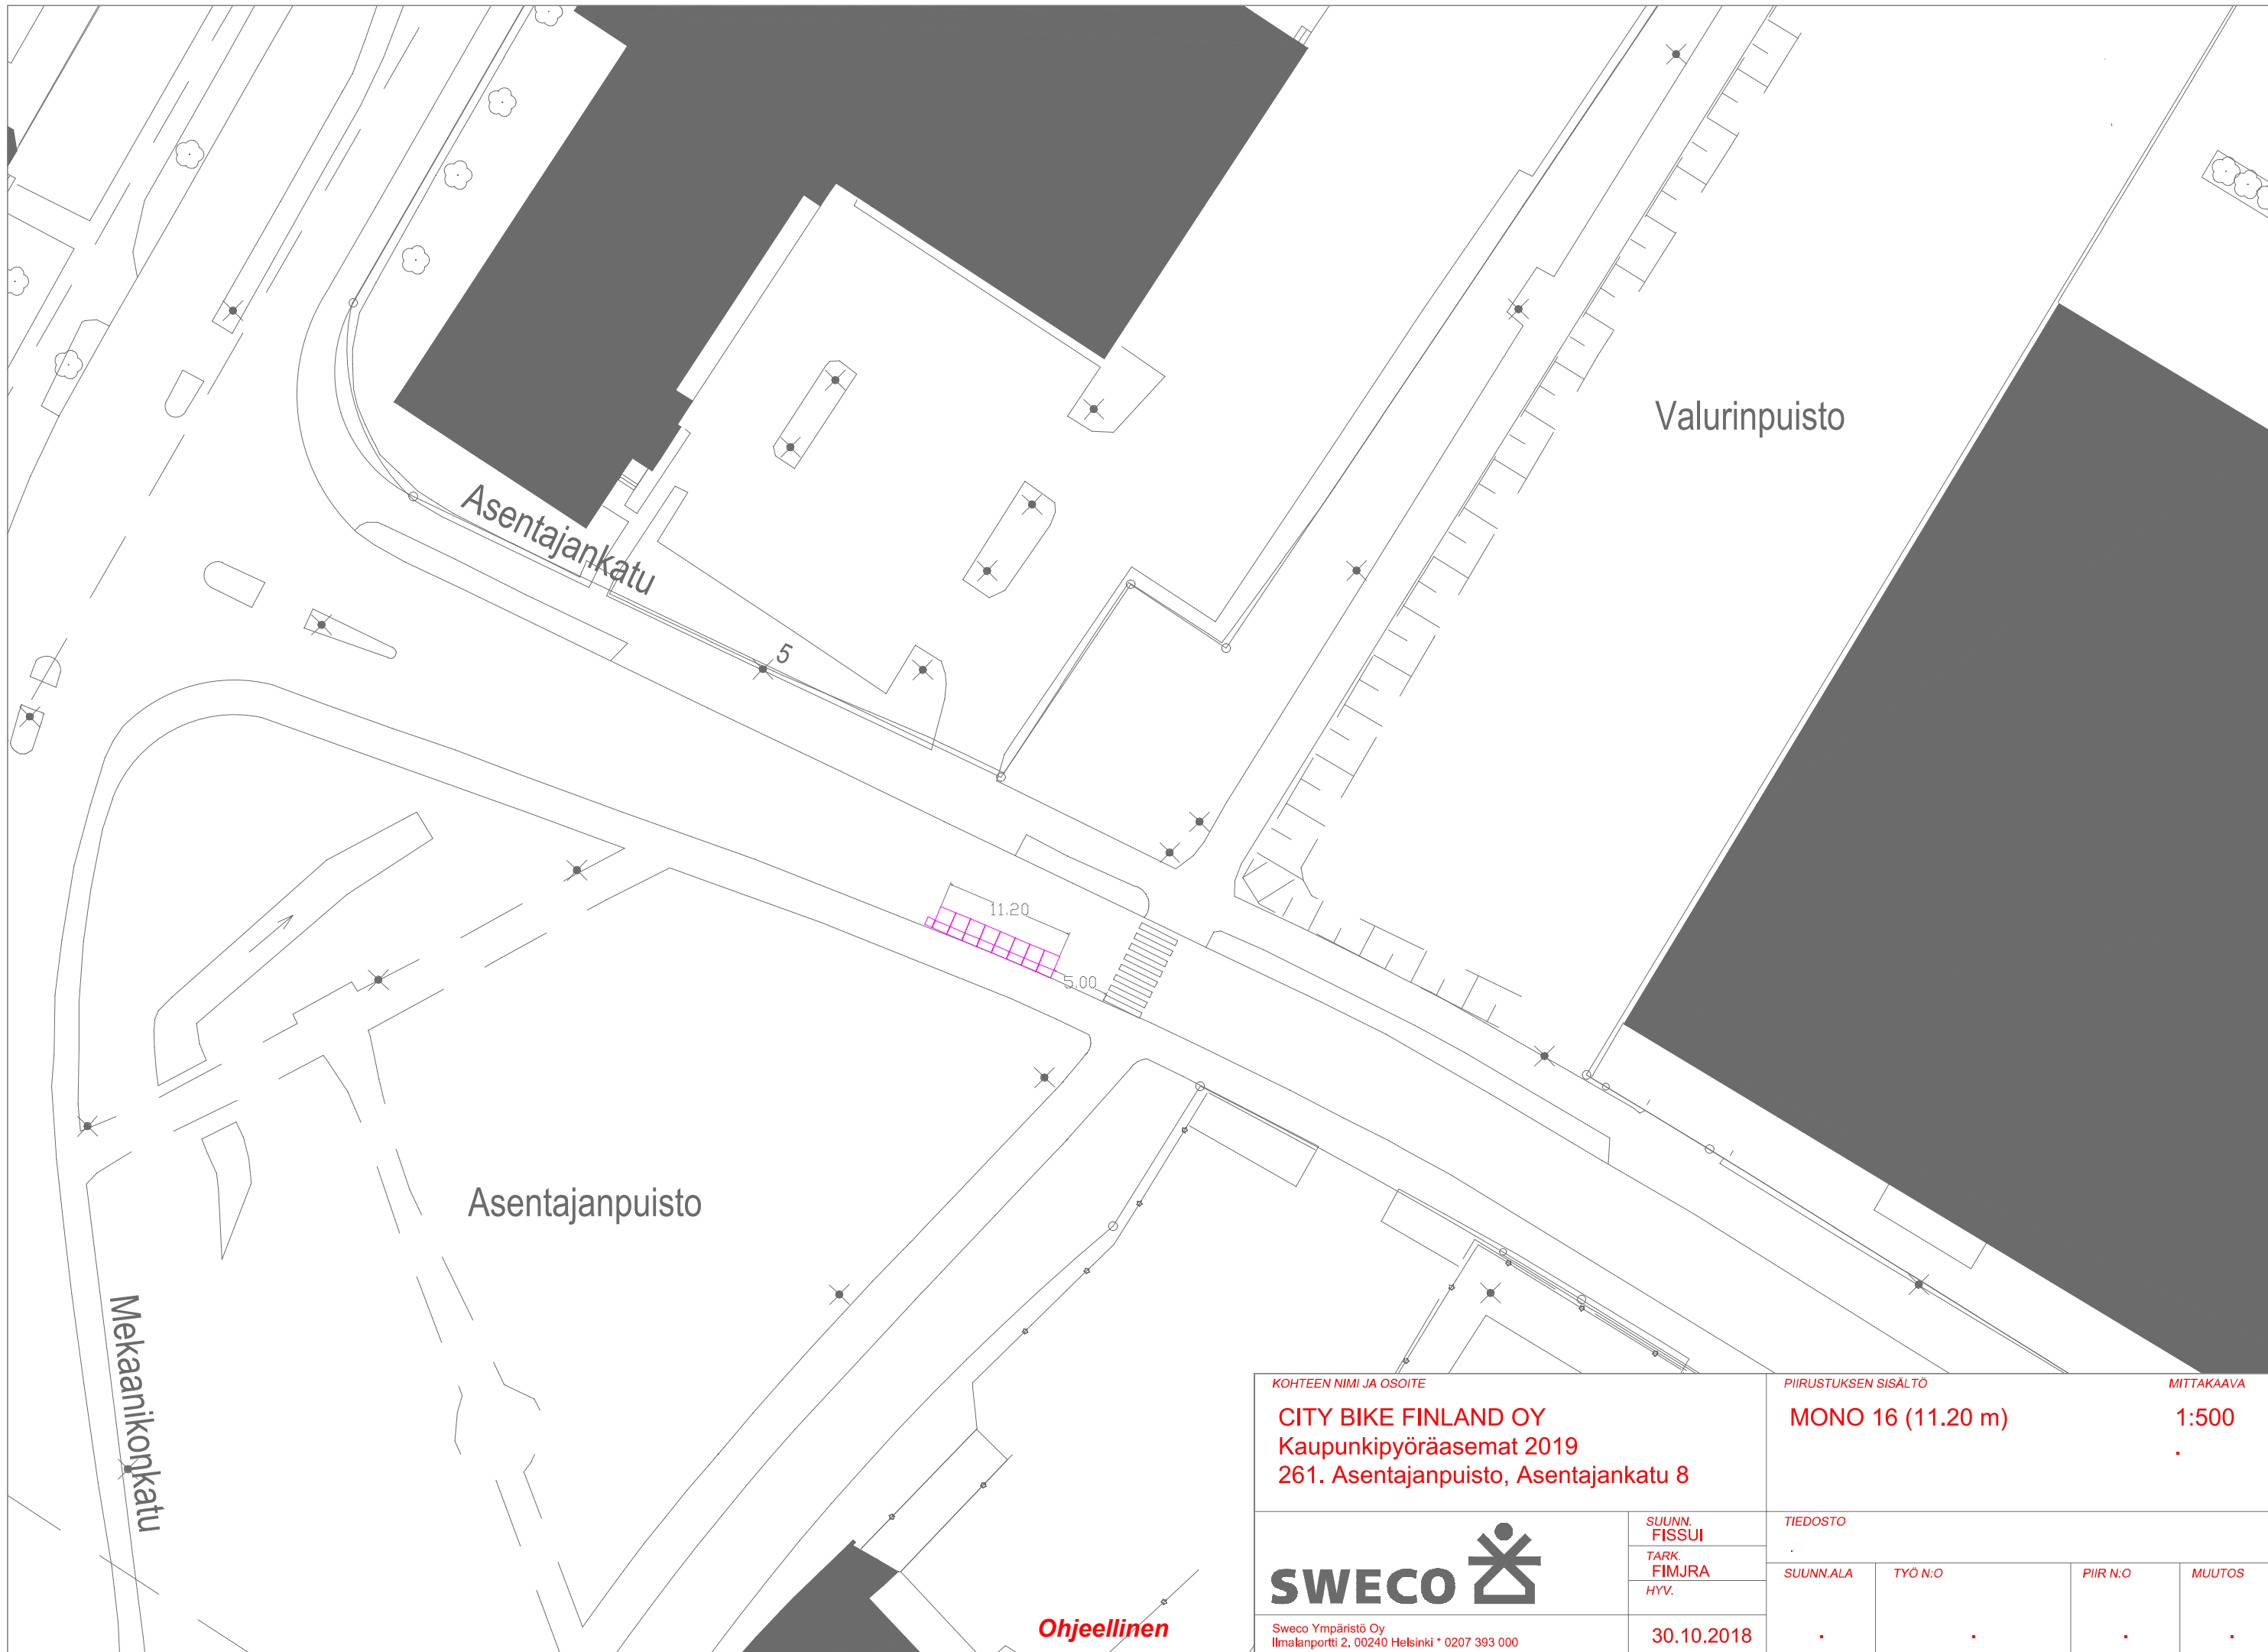 Valurinpuisto
Asentajankatu
5
11.20
5.00
Asentajanpuisto
Mekaanikonkatu
Ohjeellinen
KOHTEEN NIMI JA OSOITE
CITY BIKE FINLAND OY
Kaupunkipyöräasemat 2019
261. Asentajanpuisto, Asentajankatu 8
PIIRUSTUKSEN SISÄLTÖ
MONO 16 (11.20 m)
MITTAKAAVA
1:500
.
SWECO
SUUNN.
FISSUI
TARK.
FIMJRA
HYV.
TIEDOSTO
.
SUUNN.ALA
TYÖ N:O
PIIR N:O
MUUTOS
Sweco Ympäristö Oy
Ilmalanportti 2, 00240 Helsinki * 0207 393 000
30.10.2018
. . . .